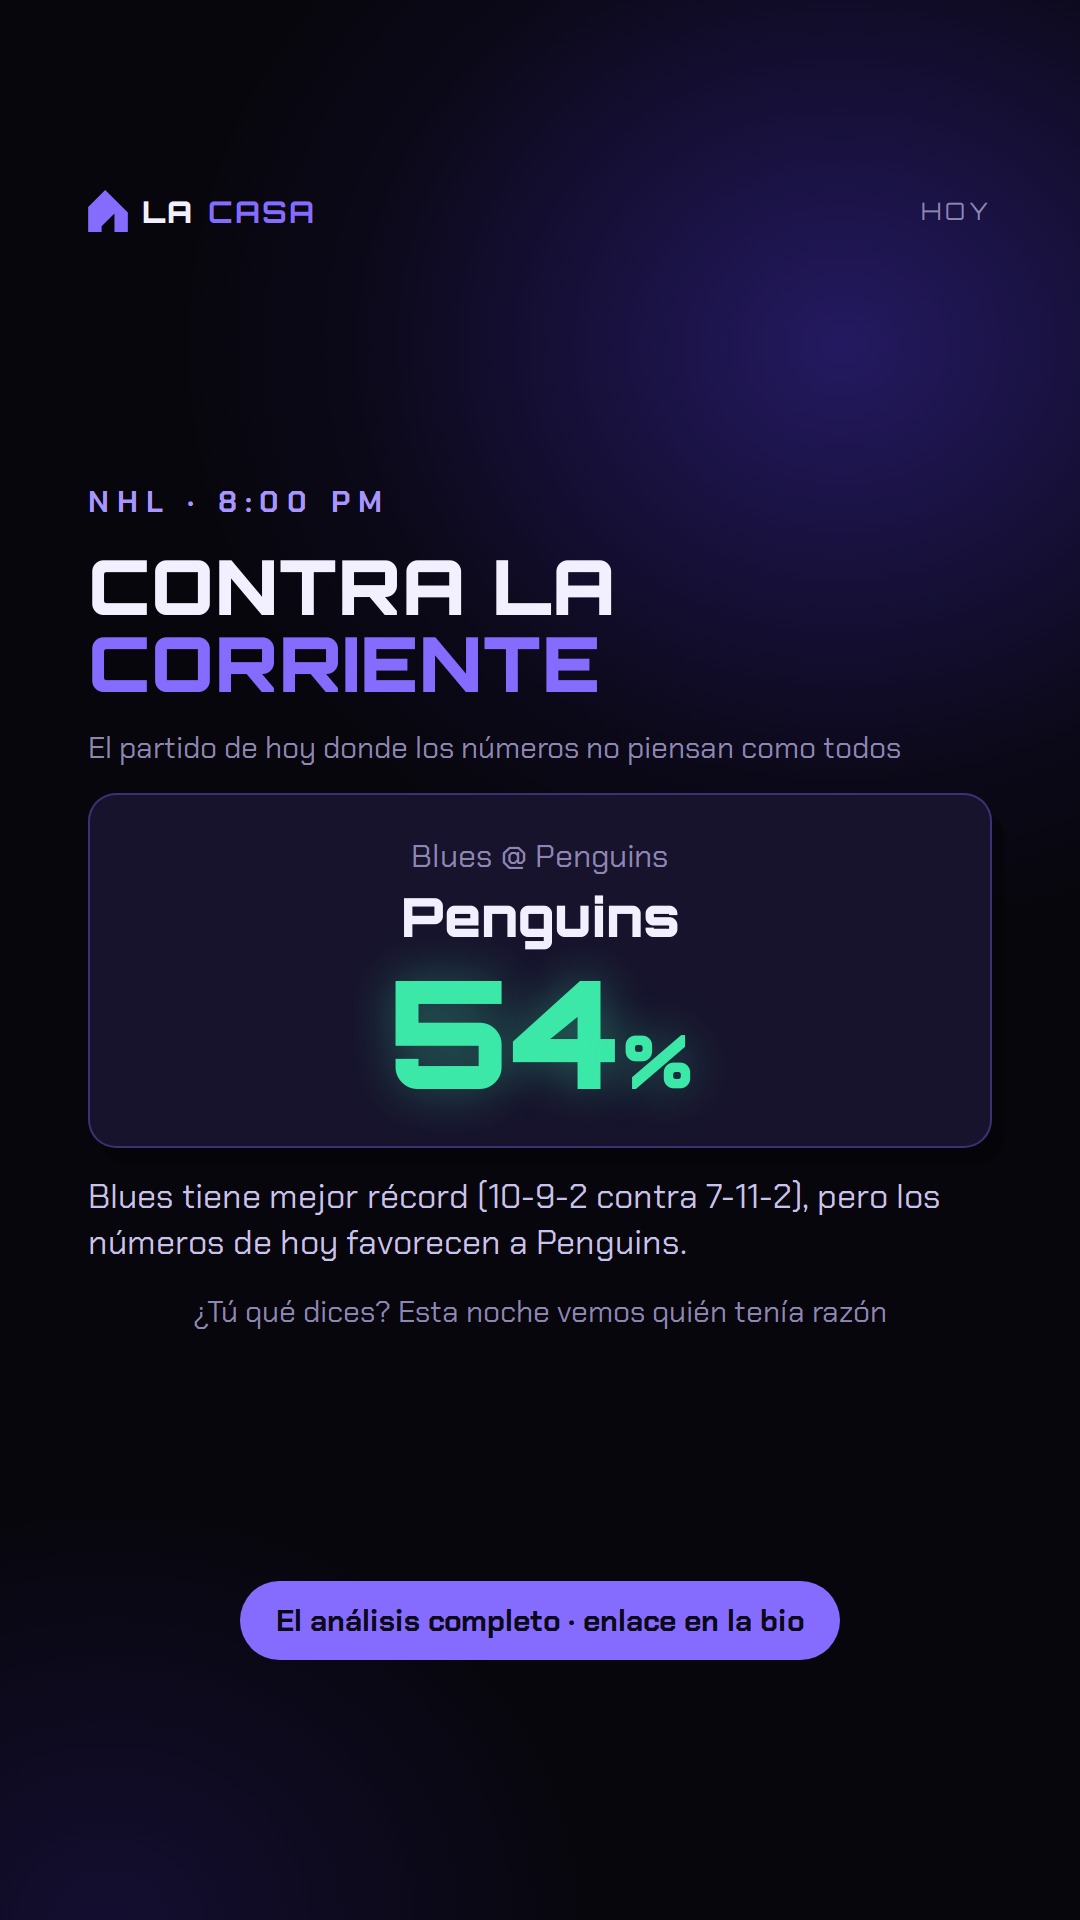 LA CASA
HOY
NHL · 8:00 PM
CONTRA LA
CORRIENTE
El partido de hoy donde los números no piensan como todos
Blues @ Penguins
Penguins
54%
Blues tiene mejor récord (10-9-2 contra 7-11-2), pero los
números de hoy favorecen a Penguins.
¿Tú qué dices? Esta noche vemos quién tenía razón
El análisis completo · enlace en la bio